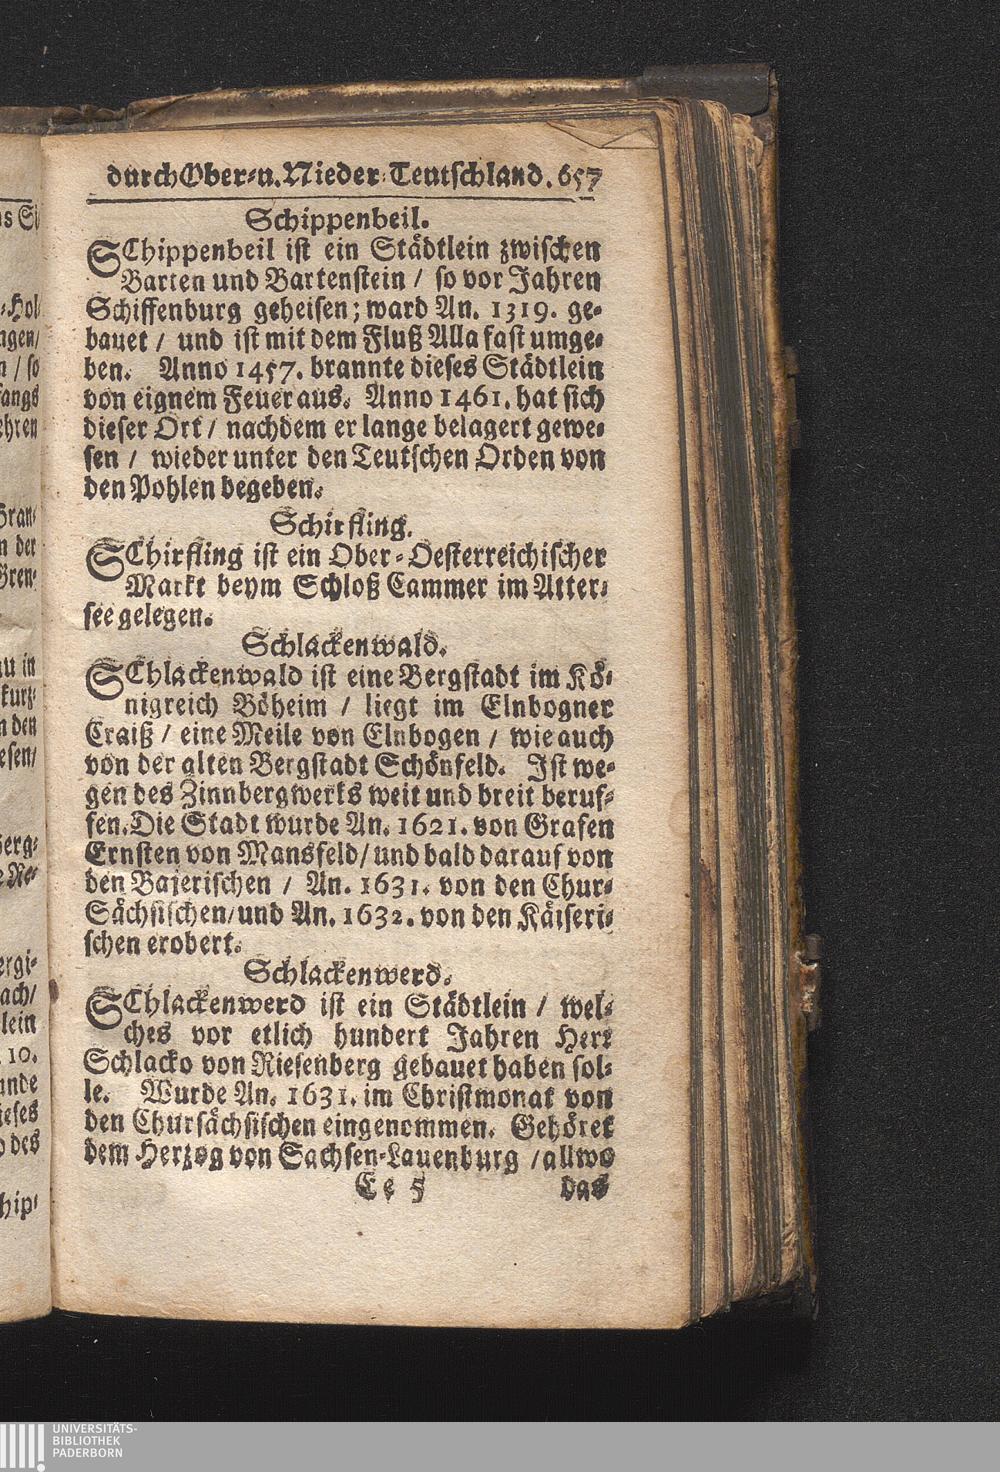 durch Ober-u. Nieder-Teutschland. 657
Schippenbeil.
SChippenbeil ist ein Städtlein zwischen
Barten und Bartenstein / so vor Jahren
Schiffenburg geheisen; ward An. 1319. ge-
bauet / und ist mit dem Fluß Alla fast umge-
ben. Anno 1457. brannte dieses Städtlein
von eignem Feuer aus. Anno 1461. hat sich
dieser Ort / nachdem er lange belagert gewe-
sen / wieder unter den Teutschen Orden von
den Pohlen begeben.
Schirfling.
SChirfling ist ein Ober-Oesterreichischer
Markt beym Schloß Cammer im Atter-
see gelegen.
Schlackenwald.
SChlackenwald ist eine Bergstadt im Kö-
nigreich Böheim / liegt im Elnbogner
Craiß / eine Meile von Elnbogen / wie auch
von der alten Bergstadt Schönfeld. Ist we-
gen des Zinnbergwerks weit und breit beruf-
fen. Die Stadt wurde An. 1621. von Grafen
Ernsten von Mansfeld / und bald darauf von
den Bajerischen / An. 1631. von den Chur-
Sächsischen / und An. 1632. von den Käiseri-
schen erobert.
Schlackenwerd.
SChlackenwerd ist ein Städtlein / wel-
ches vor etlich hundert Jahren Herr
Schlacko von Riesenberg gebauet haben sol-
le. Wurde An. 1631. im Christmonat von
den Chursächsischen eingenommen. Gehöret
dem Herzog von Sachsen-Lauenburg / allwo
Ee 5 das
UNIVERSITÄTS-
BIBLIOTHEK
PADERBORN